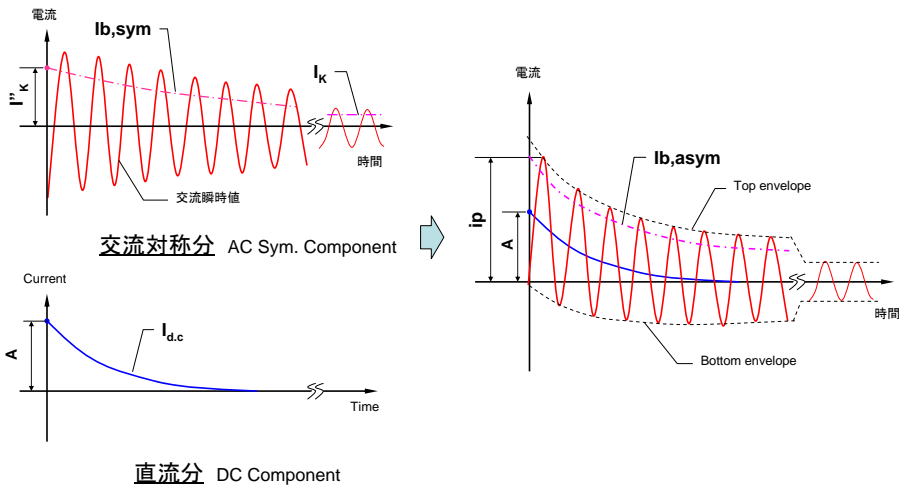 電流
Ib,sym
I"K
IK
時間
交流瞬時値
交流対称分 AC Sym. Component
Current
A
Id.c
Time
直流分 DC Component
電流
Ib,asym
Top envelope
ip
A
時間
Bottom envelope